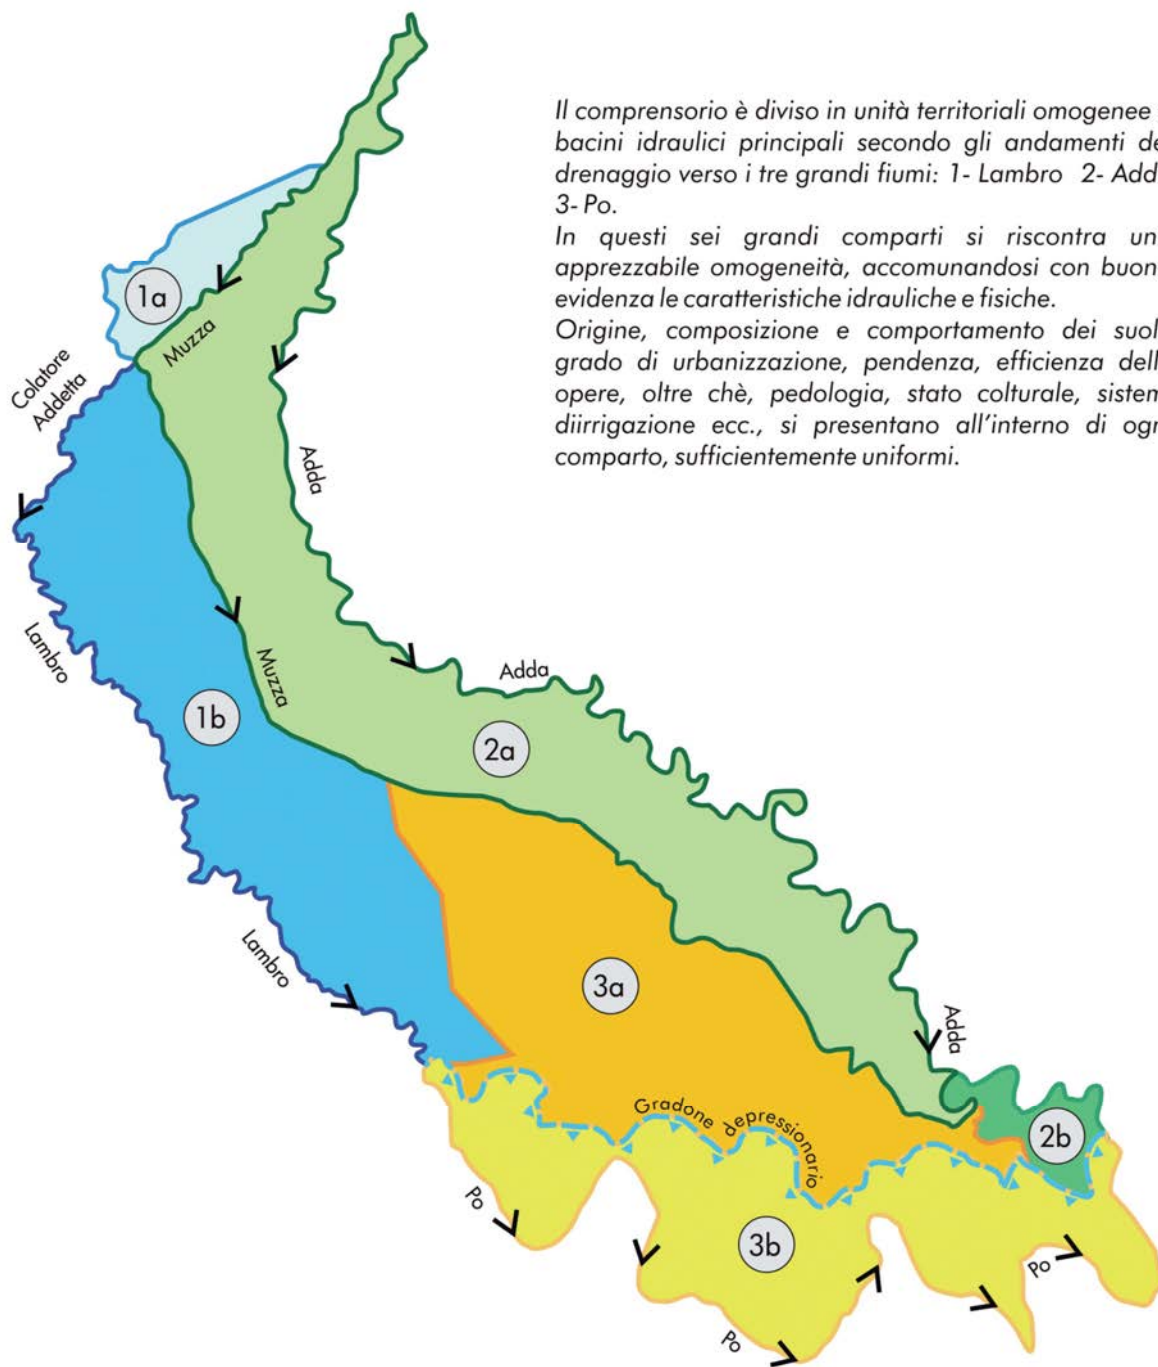 Il comprensorio è diviso in unità territoriali omogenee
bacini idraulici principali secondo gli andamenti de
drenaggio verso i tre grandi fiumi: 1- Lambro 2- Add
3- Po.
In questi sei grandi comparti si riscontra un
apprezzabile omogeneità, accomunandosi con buon
evidenza le caratteristiche idrauliche e fisiche.
Origine, composizione e comportamento dei suol
grado di urbanizzazione, pendenza, efficienza dell
opere, oltre chè, pedologia, stato colturale, sistem
diirrigazione ecc., si presentano all'interno di ogn
comparto, sufficientemente uniformi.
1a
Muzza
Colatore
Addetta
Adda
Lambro
Muzza
Adda
1b
2a
Lambro
3a
Adda
Gradone depressionario
2b
Po
3b
Po
Po